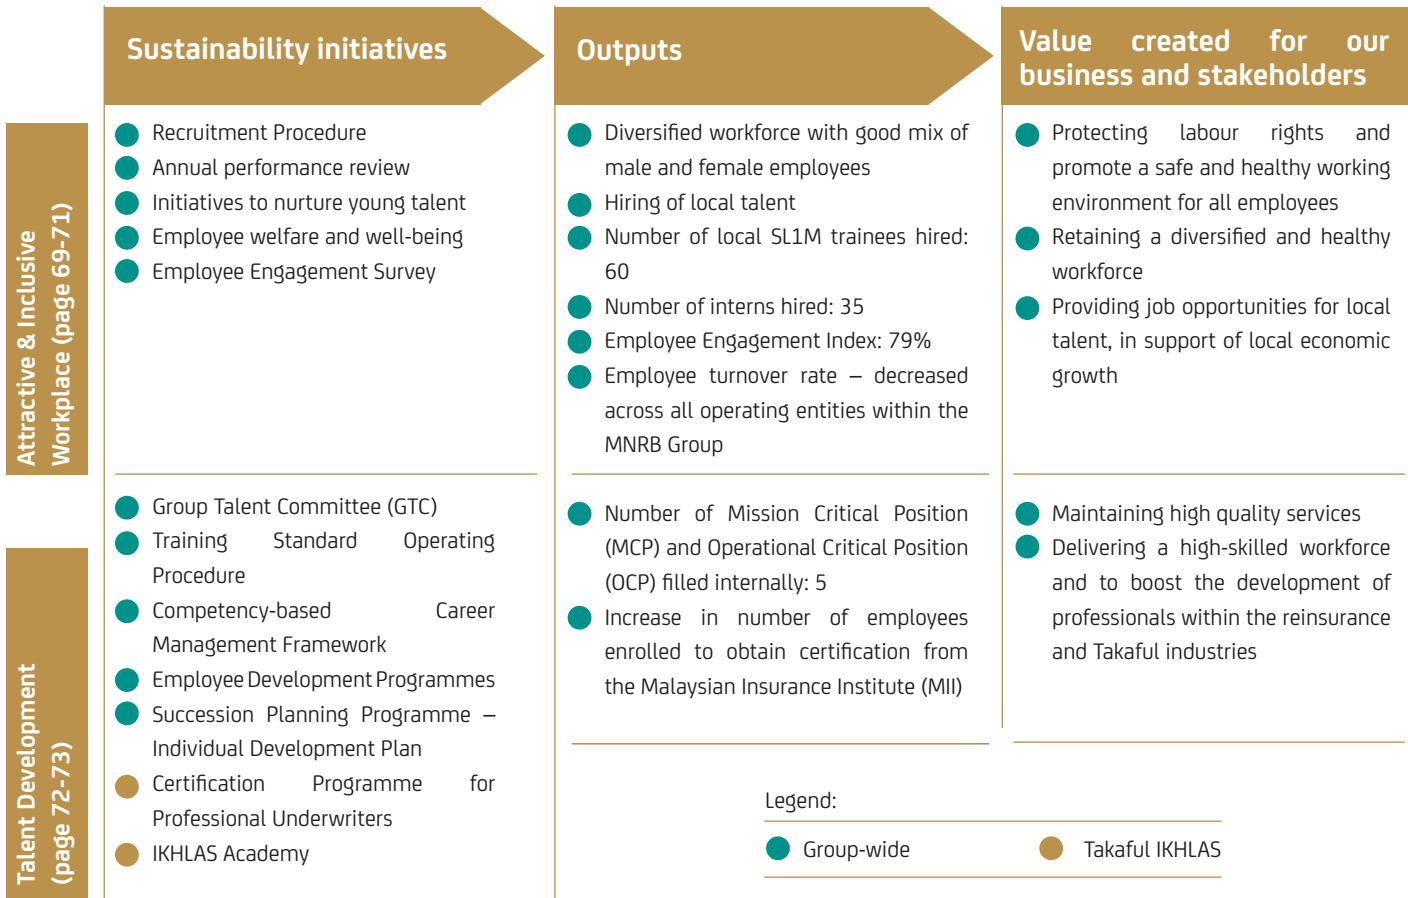 Sustainability initiatives
Outputs
Value created for our
business and stakeholders
Attractive & Inclusive
Workplace (page 69-71)
Recruitment Procedure
Annual performance review
Initiatives to nurture young talent
Employee welfare and well-being
Employee Engagement Survey
Diversified workforce with good mix of
male and female employees
Hiring of local talent
Number of local SL1M trainees hired:
60
Number of interns hired: 35
Employee Engagement Index: 79%
Employee turnover rate – decreased
across all operating entities within the
MNRB Group
Protecting labour rights and
promote a safe and healthy working
environment for all employees
Retaining a diversified and healthy
workforce
Providing job opportunities for local
talent, in support of local economic
growth
Talent Development
(page 72-73)
Group Talent Committee (GTC)
Training Standard Operating
Procedure
Competency-based Career
Management Framework
Employee Development Programmes
Succession Planning Programme –
Individual Development Plan
Certification Programme for
Professional Underwriters
IKHLAS Academy
Number of Mission Critical Position
(MCP) and Operational Critical Position
(OCP) filled internally: 5
Increase in number of employees
enrolled to obtain certification from
the Malaysian Insurance Institute (MII)
Maintaining high quality services
Delivering a high-skilled workforce
and to boost the development of
professionals within the reinsurance
and Takaful industries
Legend:
Group-wide
Takaful IKHLAS